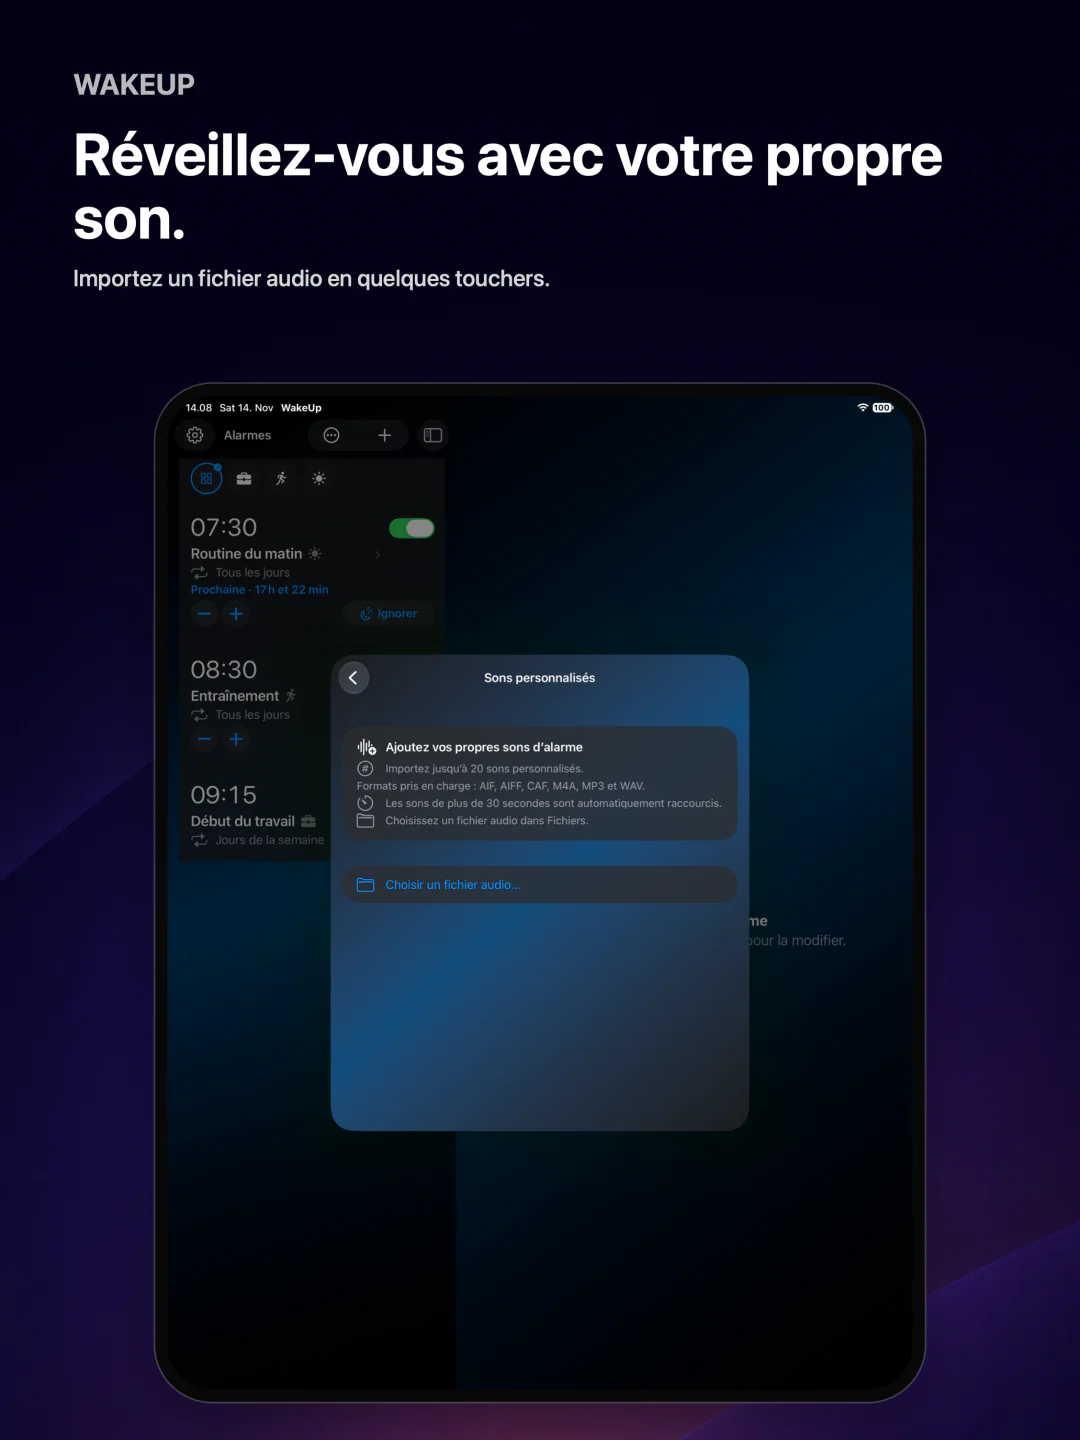 WAKEUP
Réveillez-vous avec votre propre
son.
Importez un fichier audio en quelques touchers.
14.08 Sat 14. Nov WakeUp
100
Alarmes
07:30
Routine du matin
Tous les jours
Prochaine · 17 h et 22 min
Ignorer
08:30
Entraînement
Tous les jours
09:15
Début du travail
Jours de la semaine
Sons personnalisés
Ajoutez vos propres sons d’alarme
# Importez jusqu’à 20 sons personnalisés.
Formats pris en charge : AIF, AIFF, CAF, M4A, MP3 et WAV.
Les sons de plus de 30 secondes sont automatiquement raccourcis.
Choisissez un fichier audio dans Fichiers.
Choisir un fichier audio...
me
pour la modifier.